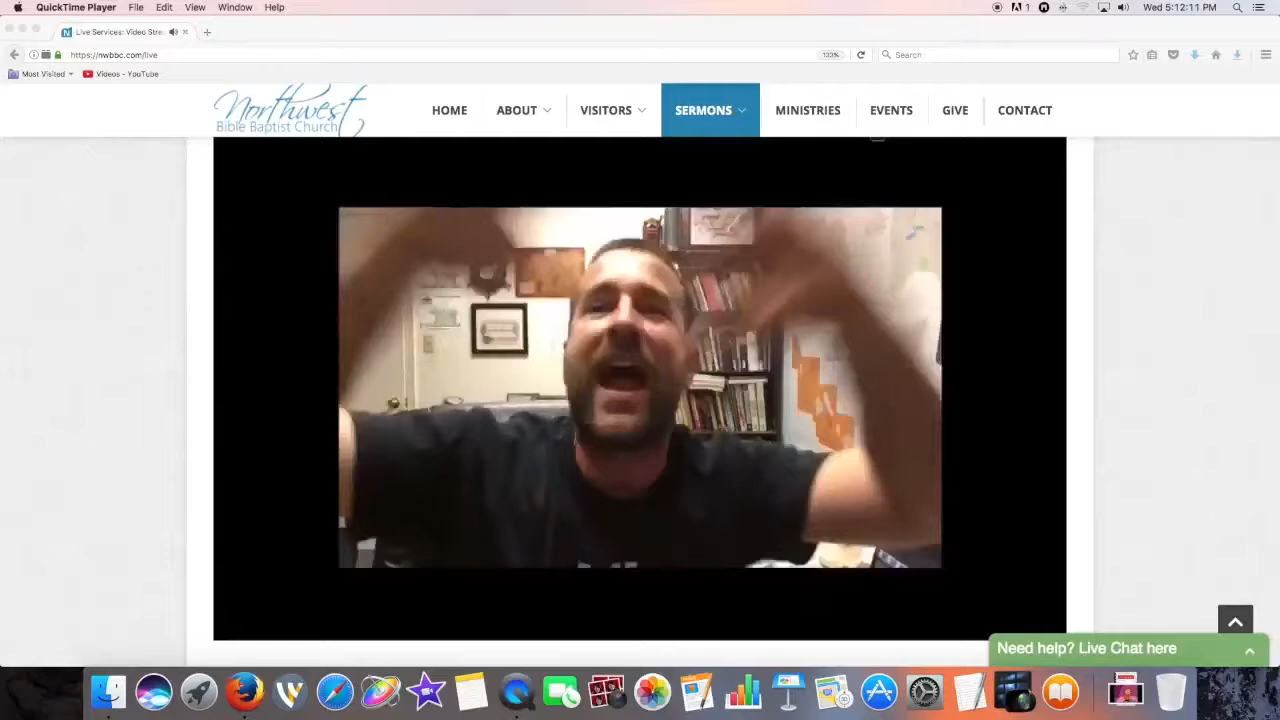 QuickTime Player File Edit View Window Help
1 Wed 5:12:11 PM
Live Services: Video Stre
https://nwbbc.com/live
133%
Search
Most Visited
Videos - YouTube
Northwest
Bible Baptist Church
HOME ABOUT VISITORS SERMONS MINISTRIES EVENTS GIVE CONTACT
Need help? Live Chat here